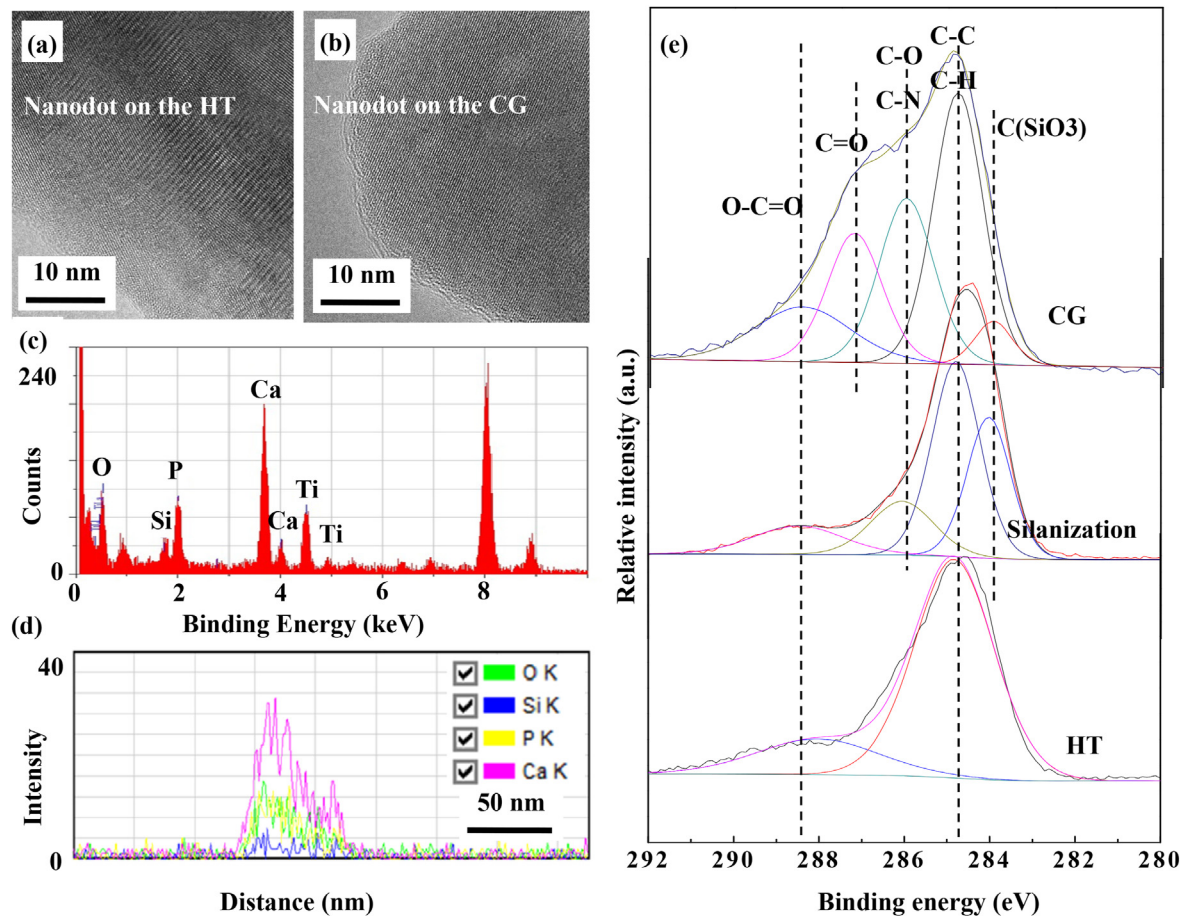 (a)
Nanodot on the HT
10 nm
(b)
Nanodot on the CG
10 nm
(c)
240
Counts
0
O
Si
P
Ca
Ca
Ti
Ti
0
2
4
6
8
Binding Energy (keV)
(d)
40
Intensity
0
O K
Si K
P K
Ca K
50 nm
Distance (nm)
(e)
C-C
C-O
C-H
C-N
C(SiO3)
C=O
O-C=O
CG
Silanization
HT
Relative intensity (a.u.)
292
290
288
286
284
282
280
Binding energy (eV)